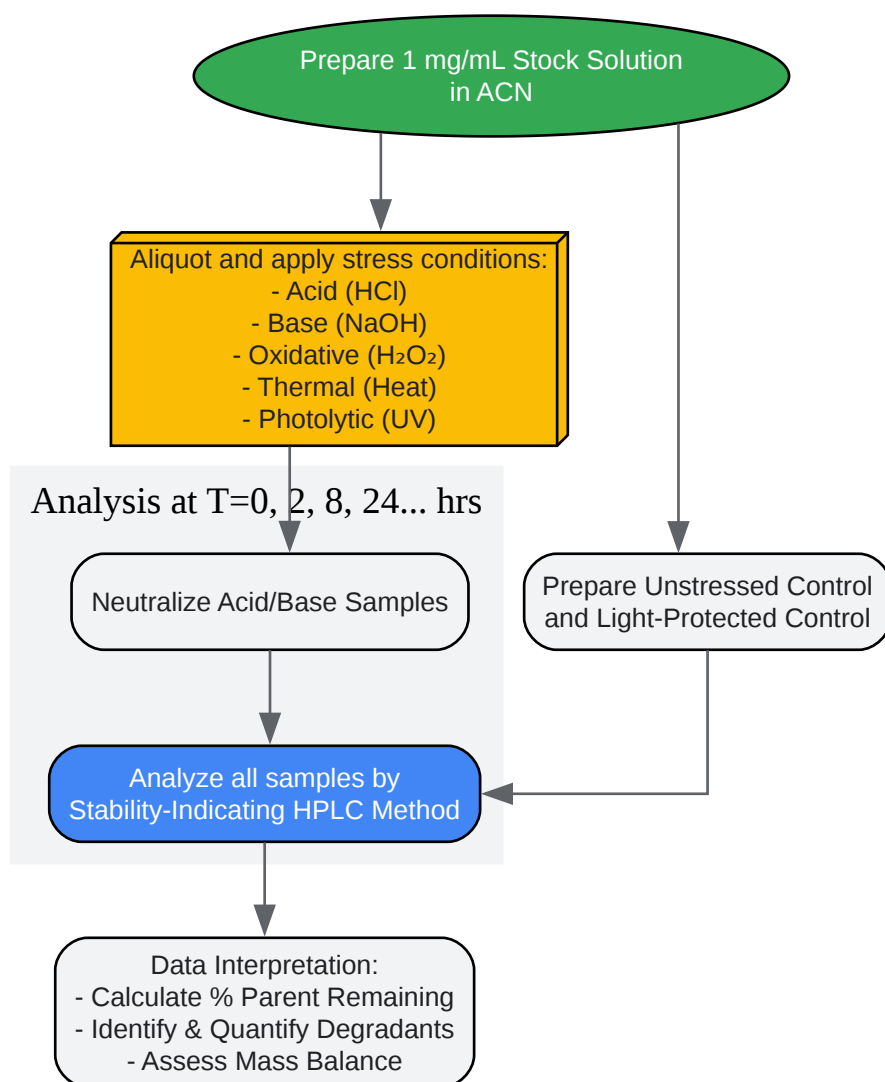 Prepare 1 mg/mL Stock Solution
in ACN
Aliquot and apply stress conditions:
- Acid (HCl)
- Base (NaOH)
- Oxidative (H₂O₂)
- Thermal (Heat)
- Photolytic (UV)
Analysis at T=0, 2, 8, 24... hrs
Neutralize Acid/Base Samples
Prepare Unstressed Control
and Light-Protected Control
Analyze all samples by
Stability-Indicating HPLC Method
Data Interpretation:
- Calculate % Parent Remaining
- Identify & Quantify Degradants
- Assess Mass Balance